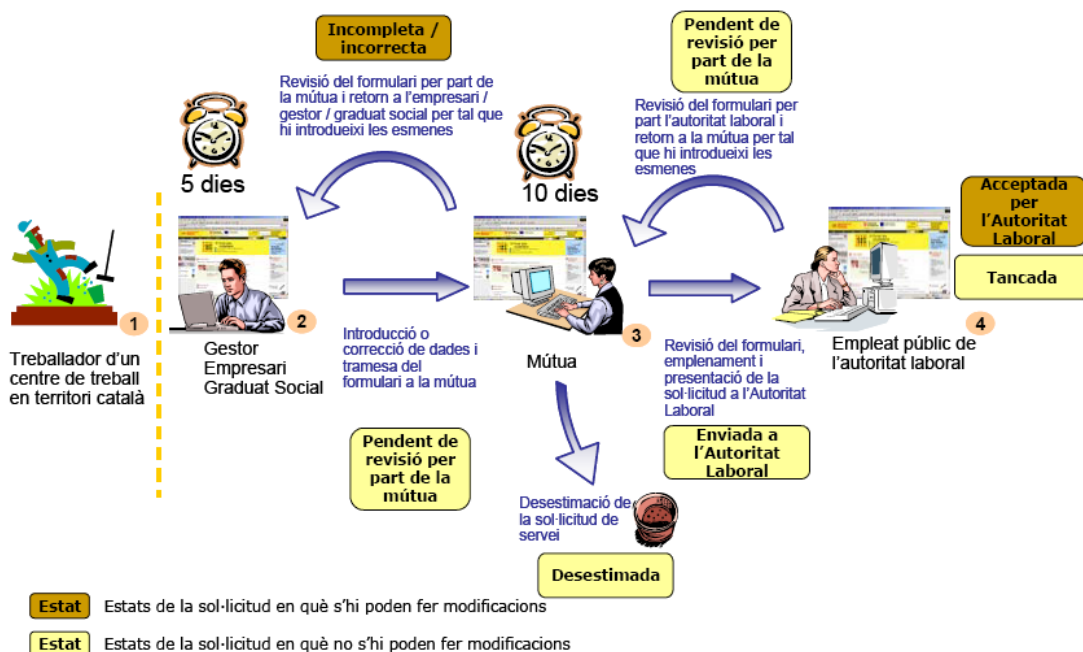 Incompleta /
incorrecta
Revisió del formulari per part de
la mútua i retorn a l'empresari /
gestor / graduat social per tal que
hi introdueixi les esmenes
Pendent de
revisió per
part de la
mútua
Revisió del formulari per
part l'autoritat laboral i
retorn a la mútua per tal
que hi introdueixi les
esmenes
5 dies
10 dies
Acceptada
per
l'Autoritat
Laboral
Tancada
1
Treballador d'un
centre de treball
en territori català
2
Gestor
Empresari
Graduat Social
Introducció o
correcció de dades i
tramesa del
formulari a la mútua
3
Mútua
Revisió del formulari,
emplenament i
presentació de la
sol·licitud a l'Autoritat
Laboral
4
Empleat públic de
l'autoritat laboral
Pendent de
revisió per
part de la
mútua
Enviada a
l'Autoritat
Laboral
Desestimació de
la sol·licitud de
servei
Desestimada
Estat Estats de la sol·licitud en què s'hi poden fer modificacions
Estat Estats de la sol·licitud en què no s'hi poden fer modificacions